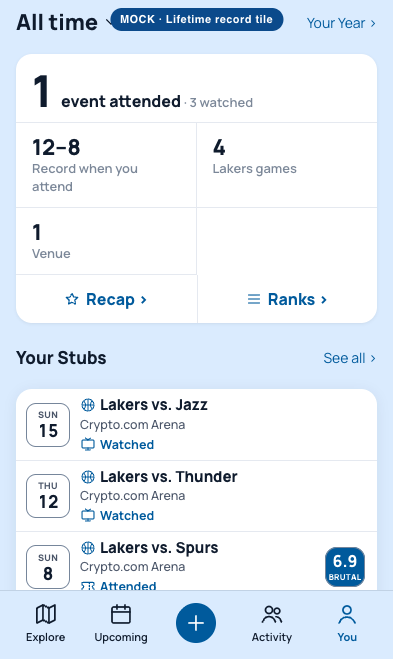 All time
MOCK · Lifetime record tile
Your Year ›
1 event attended · 3 watched
12–8
Record when you
attend
4
Lakers games
1
Venue
Recap ›
Ranks ›
Your Stubs
See all ›
SUN
15
Lakers vs. Jazz
Crypto.com Arena
Watched
THU
12
Lakers vs. Thunder
Crypto.com Arena
Watched
SUN
8
Lakers vs. Spurs
Crypto.com Arena
Attended
6.9
BRUTAL
Explore
Upcoming
Activity
You